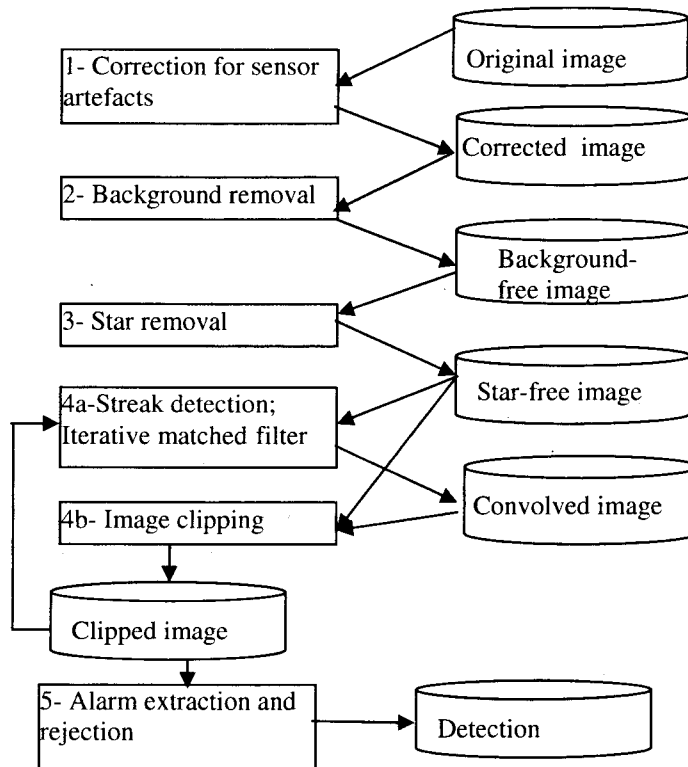 Original image
1- Correction for sensor
artefacts
Corrected image
2- Background removal
Background-
free image
3- Star removal
Star-free image
4a-Streak detection;
Iterative matched filter
Convolved image
4b- Image clipping
Clipped image
5- Alarm extraction and
rejection
Detection